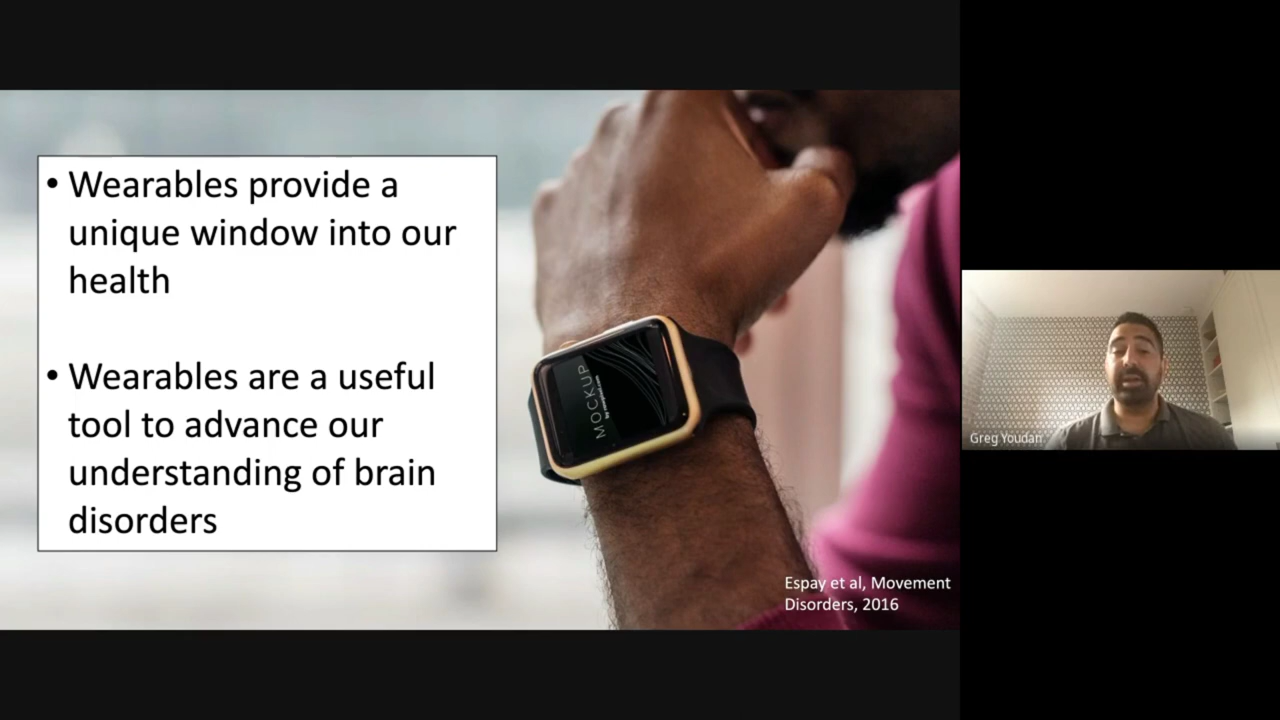 • Wearables provide a
unique window into our
health
• Wearables are a useful
tool to advance our
understanding of brain
disorders
MOCKUP
Espay et al, Movement
Disorders, 2016
Greg Youdan